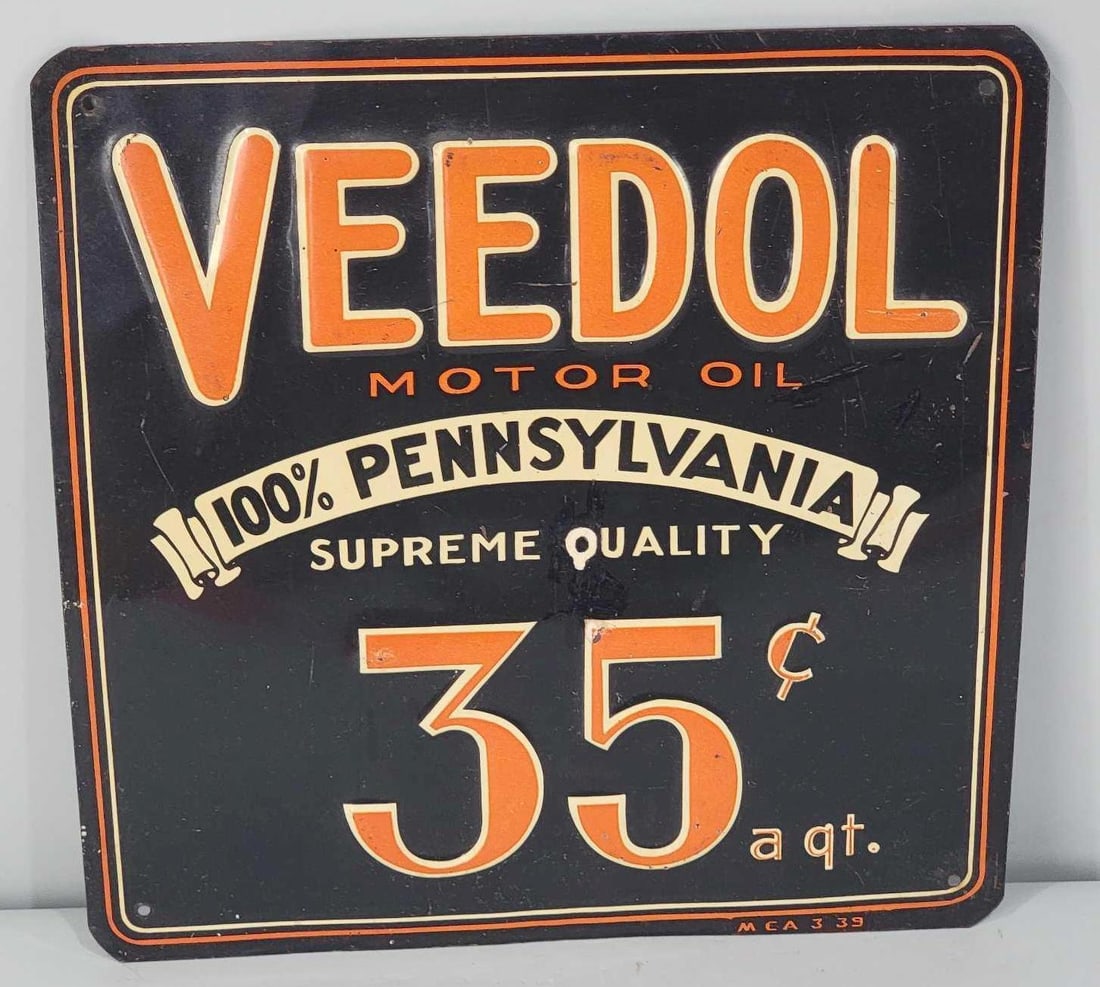 VEEDOL
MOTOR OIL
100% PENNSYLVANIA
SUPREME QUALITY
35¢
a qt.
MCA 3 39